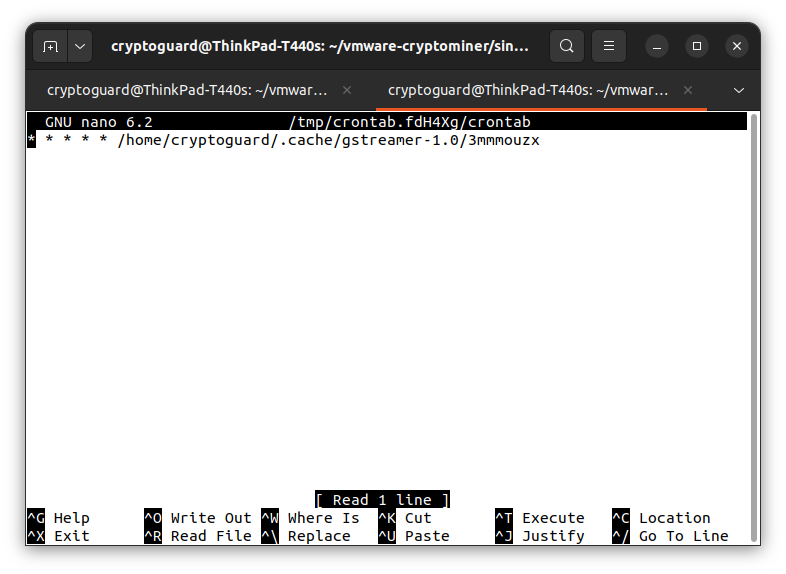 cryptoguard@ThinkPad-T440s: ~/vmware-cryptominer/sin...
cryptoguard@ThinkPad-T440s: ~/vmwar... × cryptoguard@ThinkPad-T440s: ~/vmwar... ×
GNU nano 6.2 /tmp/crontab.fdH4Xg/crontab
* * * * * /home/cryptoguard/.cache/gstreamer-1.0/3mmmouzx
[ Read 1 line ]
^G Help ^O Write Out ^W Where Is ^K Cut ^T Execute ^C Location
^X Exit ^R Read File ^\ Replace ^U Paste ^J Justify ^/ Go To Line